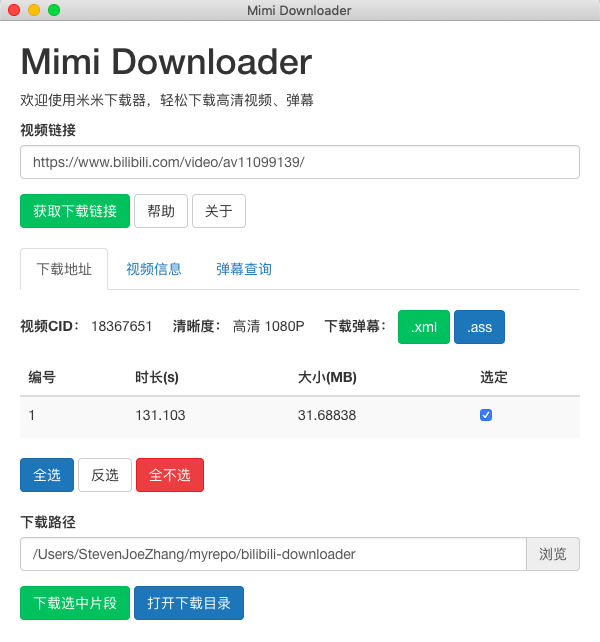 Mimi Downloader
Mimi Downloader
欢迎使用米米下载器，轻松下载高清视频、弹幕
视频链接
https://www.bilibili.com/video/av11099139/
获取下载链接 帮助 关于
下载地址 视频信息 弹幕查询
视频CID： 18367651 清晰度： 高清 1080P 下载弹幕： .xml .ass
编号 时长(s) 大小(MB) 选定
1 131.103 31.68838
全选 反选 全不选
下载路径
/Users/StevenJoeZhang/myrepo/bilibili-downloader 浏览
下载选中片段 打开下载目录